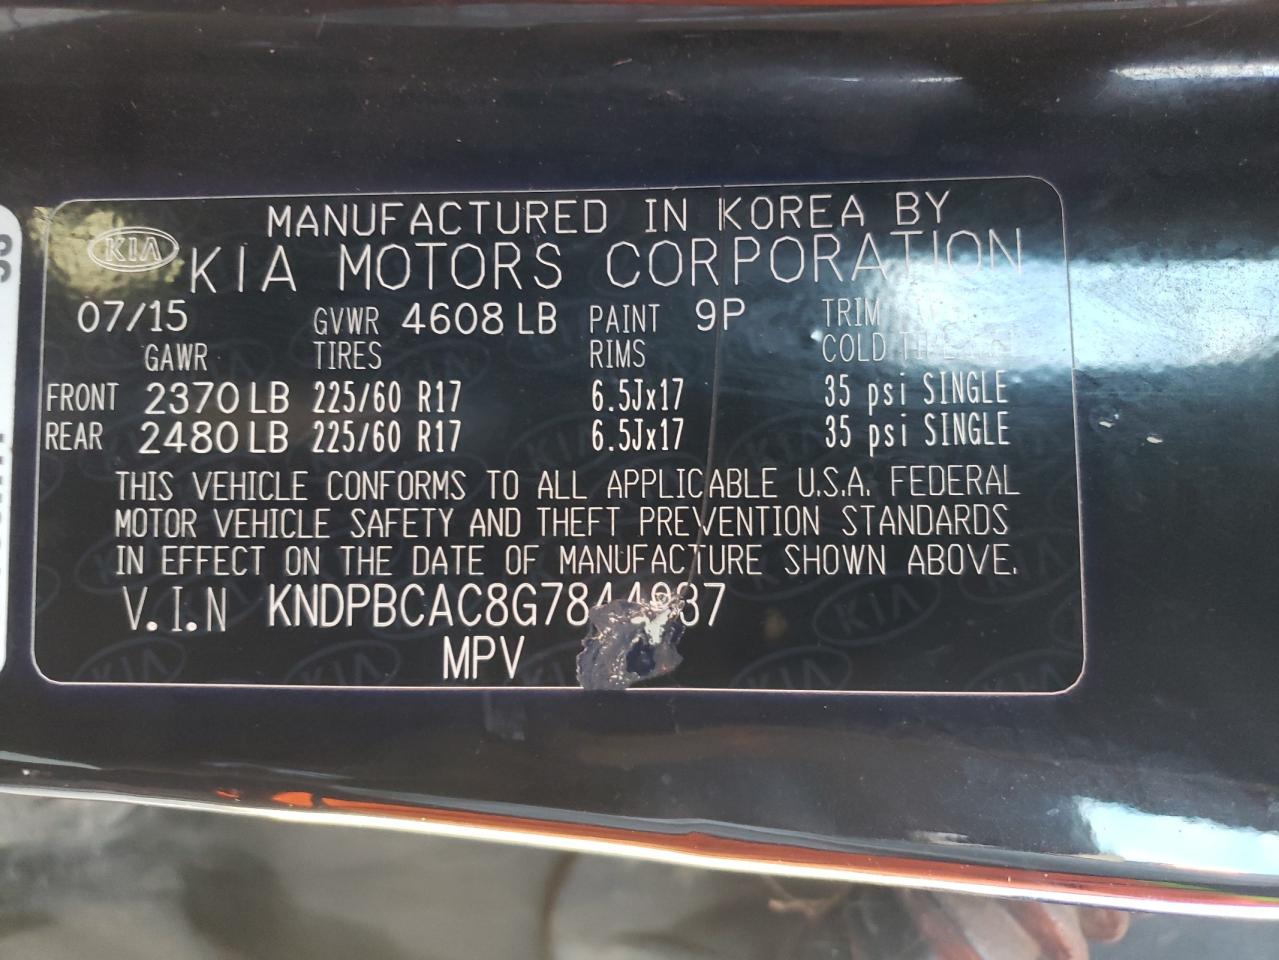 MANUFACTURED IN KOREA BY
KIA KIA MOTORS CORPORATION
07/15 GVWR 4608 LB PAINT 9P TRIM
GAWR TIRES RIMS COLD
FRONT 2370 LB 225/60 R17 6.5Jx17 35 psi SINGLE
REAR 2480 LB 225/60 R17 6.5Jx17 35 psi SINGLE
THIS VEHICLE CONFORMS TO ALL APPLICABLE U.S.A. FEDERAL
MOTOR VEHICLE SAFETY AND THEFT PREVENTION STANDARDS
IN EFFECT ON THE DATE OF MANUFACTURE SHOWN ABOVE.
V.I.N
MPV